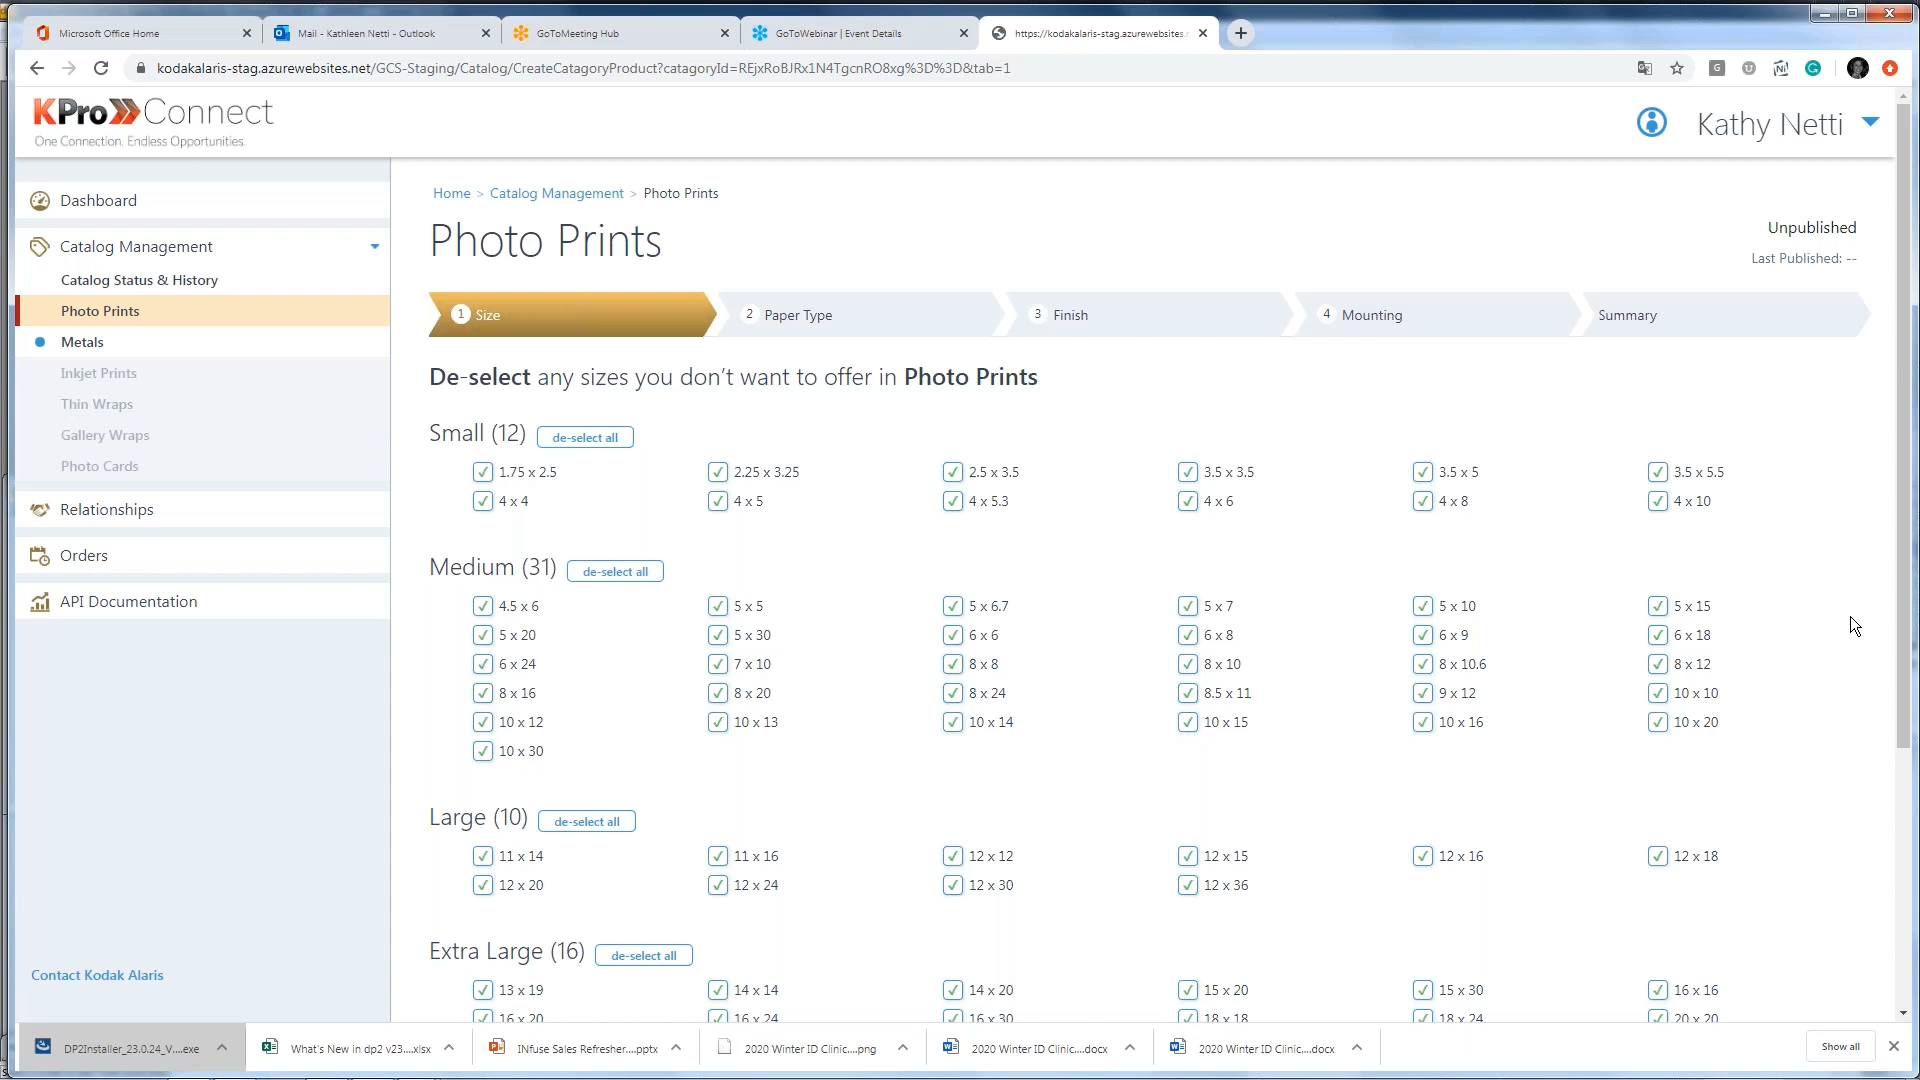 Microsoft Office Home
Mail - Kathleen Netti - Outlook
GoToMeeting Hub
GoToWebinar | Event Details
https://kodakalaris-stag.azurewebsites.
kodakalaris-stag.azurewebsites.net/GCS-Staging/Catalog/CreateCatagoryProduct?catagoryId=REjxRoBJRx1N4TgcnRO8xg%3D%3D&tab=1
KPro Connect
One Connection. Endless Opportunities.
Kathy Netti
Dashboard
Catalog Management
Catalog Status & History
Photo Prints
Metals
Inkjet Prints
Thin Wraps
Gallery Wraps
Photo Cards
Relationships
Orders
API Documentation
Contact Kodak Alaris
Home > Catalog Management > Photo Prints
Photo Prints
Unpublished
Last Published: --
1 Size 2 Paper Type 3 Finish 4 Mounting Summary
De-select any sizes you don't want to offer in Photo Prints
Small (12) de-select all
1.75 x 2.5 2.25 x 3.25 2.5 x 3.5 3.5 x 3.5 3.5 x 5 3.5 x 5.5
4 x 4 4 x 5 4 x 5.3 4 x 6 4 x 8 4 x 10
Medium (31) de-select all
4.5 x 6 5 x 5 5 x 6.7 5 x 7 5 x 10 5 x 15
5 x 20 5 x 30 6 x 6 6 x 8 6 x 9 6 x 18
6 x 24 7 x 10 8 x 8 8 x 10 8 x 10.6 8 x 12
8 x 16 8 x 20 8 x 24 8.5 x 11 9 x 12 10 x 10
10 x 12 10 x 13 10 x 14 10 x 15 10 x 16 10 x 20
10 x 30
Large (10) de-select all
11 x 14 11 x 16 12 x 12 12 x 15 12 x 16 12 x 18
12 x 20 12 x 24 12 x 30 12 x 36
Extra Large (16) de-select all
13 x 19 14 x 14 14 x 20 15 x 20 15 x 30 16 x 16
16 x 20 16 x 24 16 x 30 18 x 18 18 x 24 20 x 20
DP2Installer_23.0.24_V....exe
What's New in dp2 v23....xlsx
INfuse Sales Refresher....pptx
2020 Winter ID Clinic....png
2020 Winter ID Clinic....docx
2020 Winter ID Clinic....docx
Show all